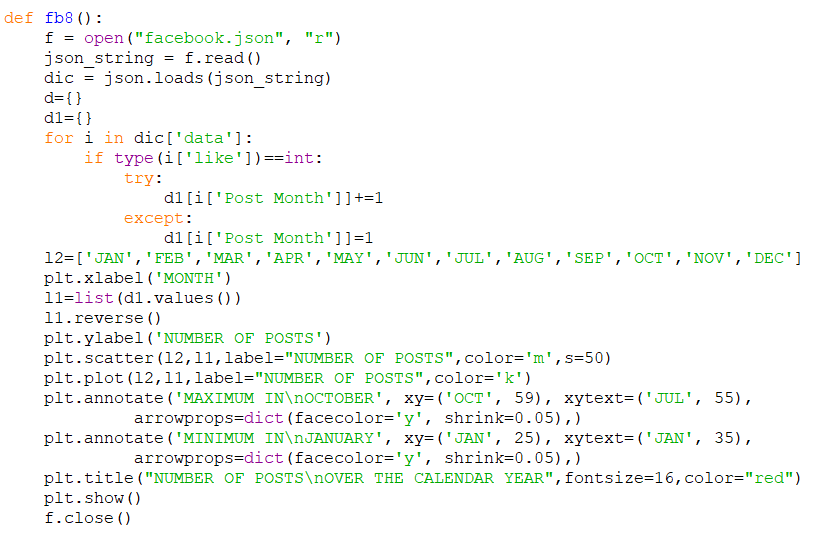 def fb8():
    f = open("facebook.json", "r")
    json_string = f.read()
    dic = json.loads(json_string)
    d={}
    d1={}
    for i in dic['data']:
        if type(i['like'])==int:
            try:
                d1[i['Post Month']]+=1
            except:
                d1[i['Post Month']]=1
    l2=['JAN','FEB','MAR','APR','MAY','JUN','JUL','AUG','SEP','OCT','NOV','DEC']
    plt.xlabel('MONTH')
    l1=list(d1.values())
    l1.reverse()
    plt.ylabel('NUMBER OF POSTS')
    plt.scatter(l2,l1,label="NUMBER OF POSTS",color='m',s=50)
    plt.plot(l2,l1,label="NUMBER OF POSTS",color='k')
    plt.annotate('MAXIMUM IN\nOCTOBER', xy=('OCT', 59), xytext=('JUL', 55),
             arrowprops=dict(facecolor='y', shrink=0.05),)
    plt.annotate('MINIMUM IN\nJANUARY', xy=('JAN', 25), xytext=('JAN', 35),
             arrowprops=dict(facecolor='y', shrink=0.05),)
    plt.title("NUMBER OF POSTS\nOVER THE CALENDAR YEAR",fontsize=16,color="red")
    plt.show()
    f.close()